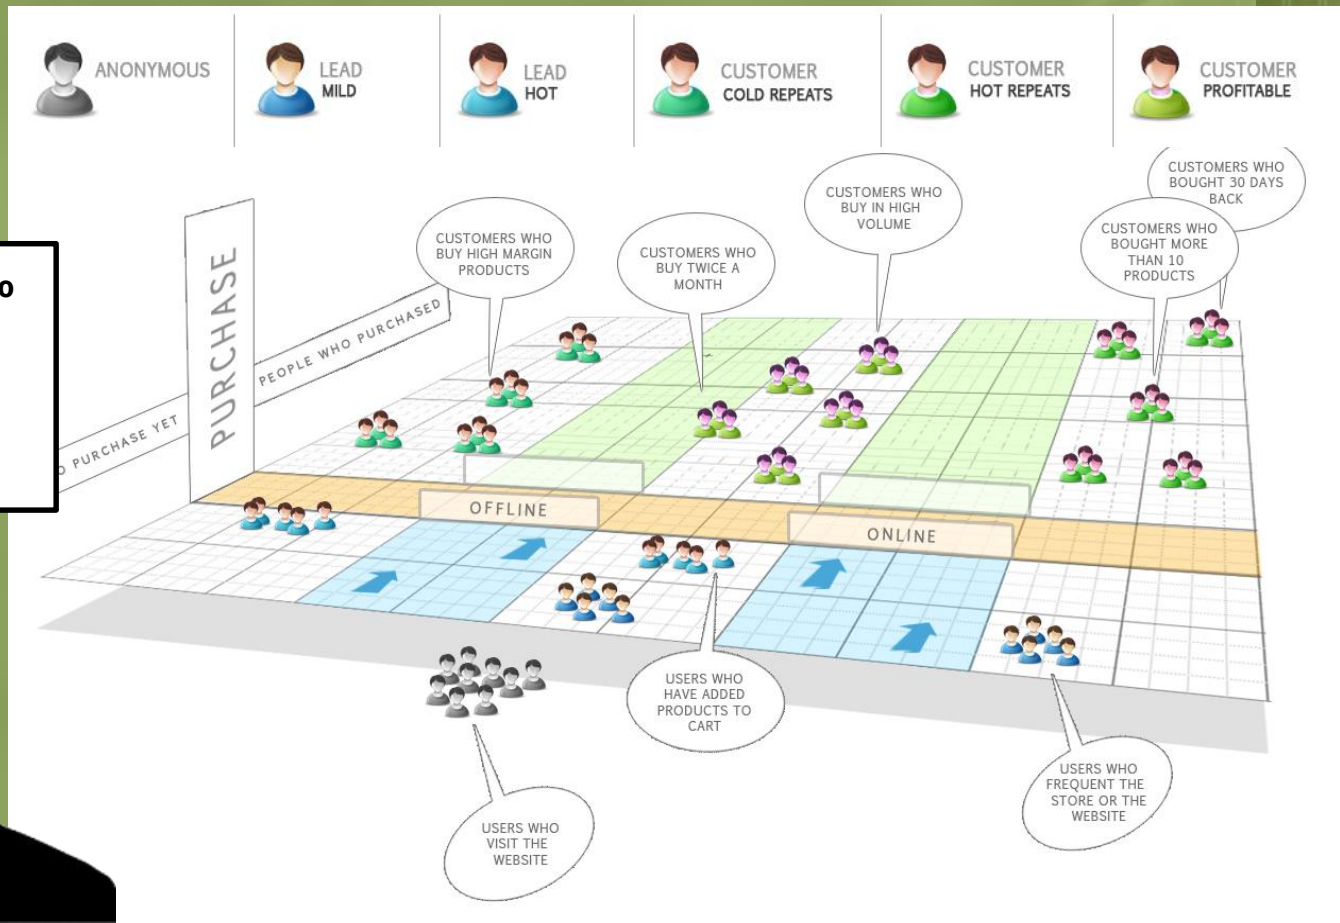 ANONYMOUS
LEAD
MILD
LEAD
HOT
CUSTOMER
COLD REPEATS
CUSTOMER
HOT REPEATS
CUSTOMER
PROFITABLE
CUSTOMERS WHO
BOUGHT 30 DAYS
BACK
CUSTOMERS WHO
BUY IN HIGH
VOLUME
CUSTOMERS WHO
BOUGHT MORE
THAN 10
PRODUCTS
CUSTOMERS WHO
BUY HIGH MARGIN
PRODUCTS
CUSTOMERS WHO
BUY TWICE A
MONTH
PURCHASE
PEOPLE WHO PURCHASED
O PURCHASE YET
o
OFFLINE
ONLINE
USERS WHO
HAVE ADDED
PRODUCTS TO
CART
USERS WHO
FREQUENT THE
STORE OR THE
WEBSITE
USERS WHO
VISIT THE
WEBSITE